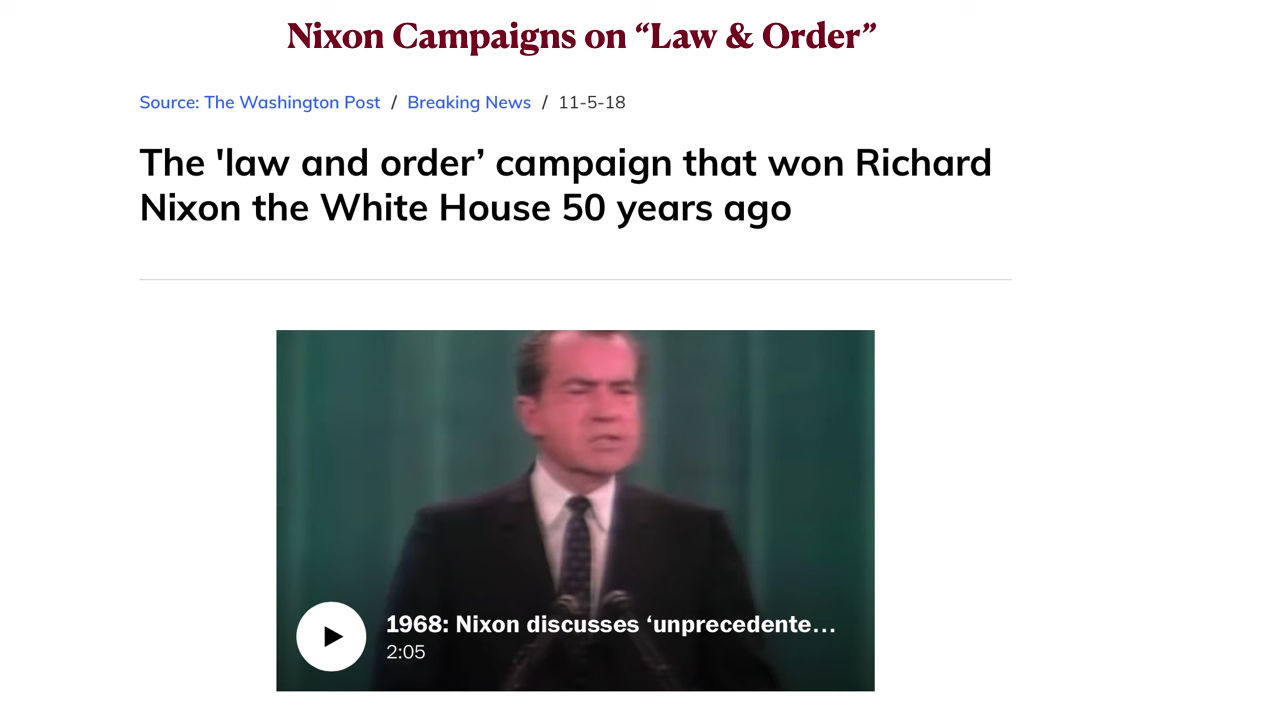 Nixon Campaigns on “Law & Order”
Source: The Washington Post / Breaking News / 11-5-18
The 'law and order’ campaign that won Richard
Nixon the White House 50 years ago
1968: Nixon discusses ‘unprecedente...
2:05